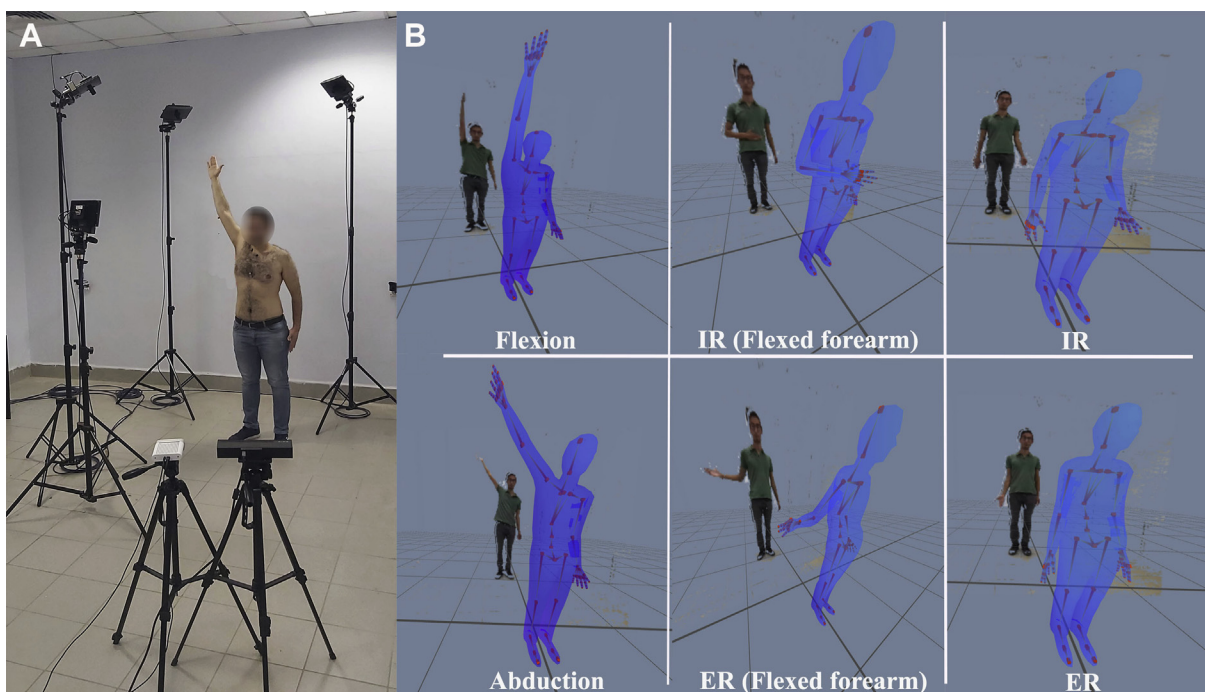 A
B
Flexion
IR (Flexed forearm)
IR
Abduction
ER (Flexed forearm)
ER